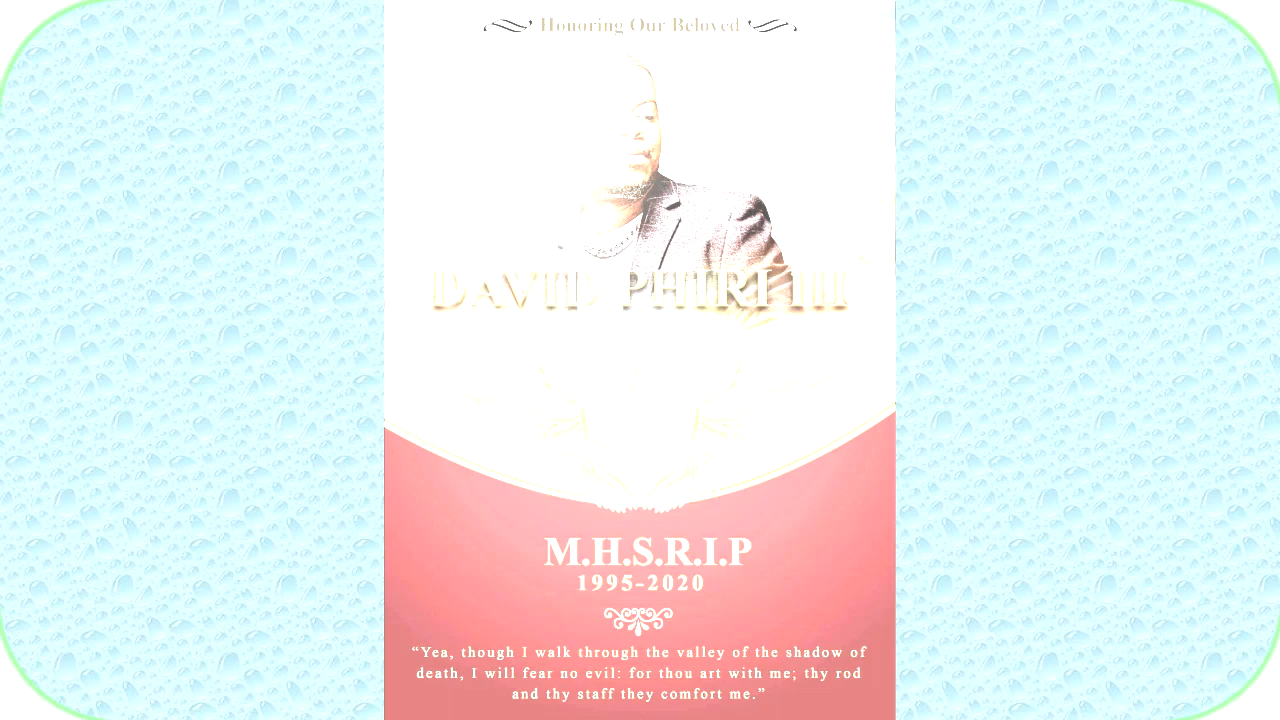 Honoring Our Beloved
DAVID PHIRI III
M.H.S.R.I.P
1995-2020
“Yea, though I walk through the valley of the shadow of
death, I will fear no evil: for thou art with me; thy rod
and thy staff they comfort me.”